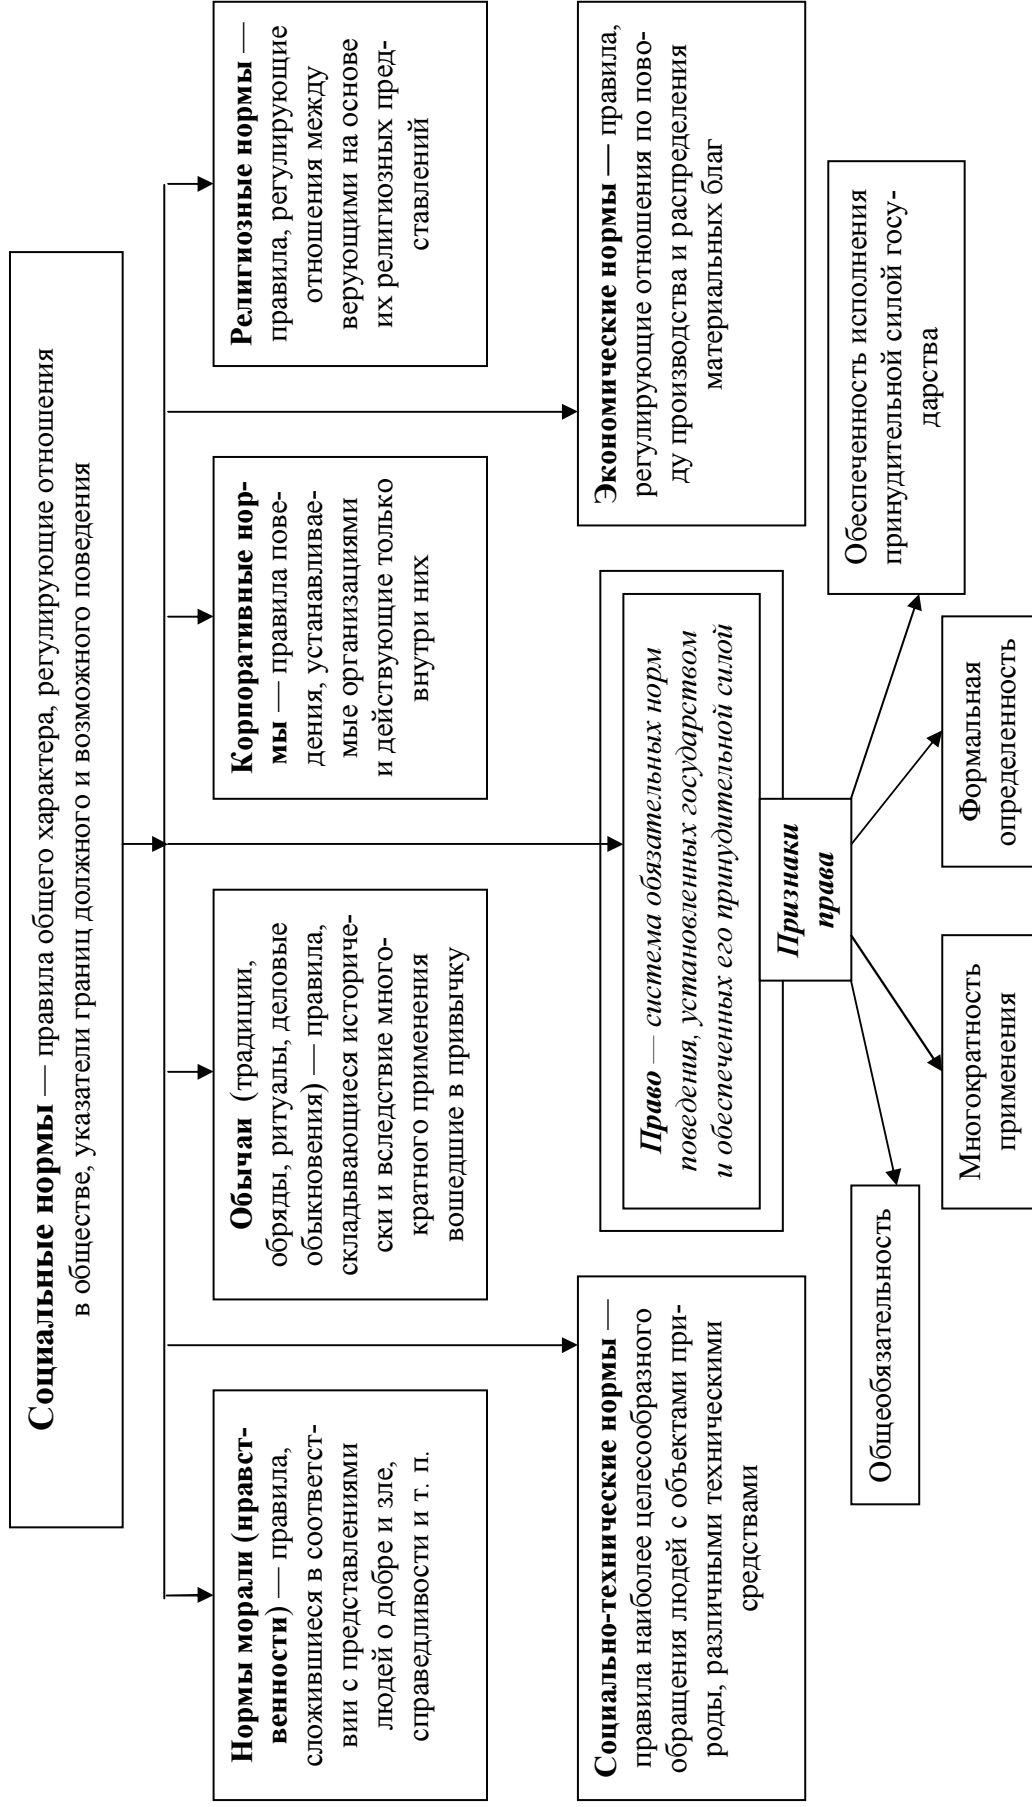 Социальные нормы — правила общего характера, регулирующие отношения
в обществе, указатели границ должного и возможного поведения
Нормы морали (нравст-
венности) — правила,
сложившиеся в соответст-
вии с представлениями
людей о добре и зле,
справедливости и т. п.
Обычаи (традиции,
обряды, ритуалы, деловые
обыкновения) — правила,
складывающиеся историче-
ски и вследствие много-
кратного применения
вошедшие в привычку
Корпоративные нор-
мы — правила пове-
дения, устанавливае-
мые организациями
и действующие только
внутри них
Религиозные нормы —
правила, регулирующие
отношения между
верующими на основе
их религиозных пред-
ставлений
Социально-технические нормы —
правила наиболее целесообразного
обращения людей с объектами при-
роды, различными техническими
средствами
Право — система обязательных норм
поведения, установленных государством
и обеспеченных его принудительной силой
Экономические нормы — правила,
регулирующие отношения по пово-
ду производства и распределения
материальных благ
Признаки
права
Общеобязательность
Многократность
применения
Формальная
определенность
Обеспеченность исполнения
принудительной силой госу-
дарства